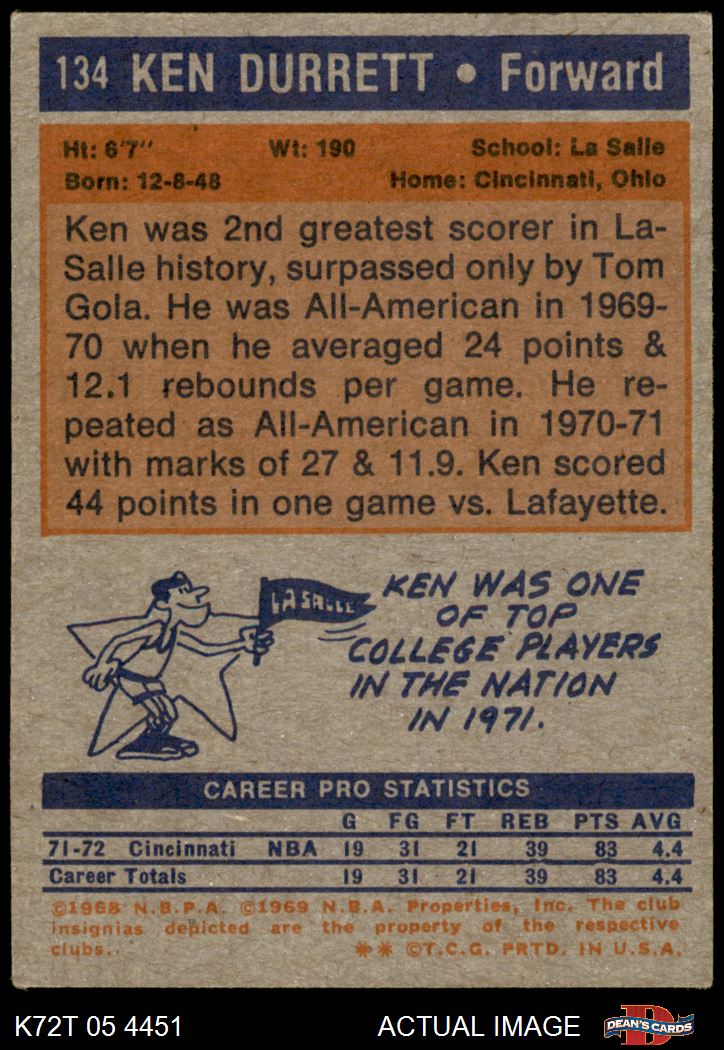 134 KEN DURRETT • Forward
Ht: 6'7" Wt: 190 School: La Salle
Born: 12-8-48 Home: Cincinnati, Ohio
Ken was 2nd greatest scorer in La-
Salle history, surpassed only by Tom
Gola. He was All-American in 1969-
70 when he averaged 24 points &
12.1 rebounds per game. He re-
peated as All-American in 1970-71
with marks of 27 & 11.9. Ken scored
44 points in one game vs. Lafayette.
LA SALLE
KEN WAS ONE
OF TOP
COLLEGE PLAYERS
IN THE NATION
IN 1971.
CAREER PRO STATISTICS
G FG FT REB PTS AVG
71-72 Cincinnati NBA 19 31 21 39 83 4.4
Career Totals 19 31 21 39 83 4.4
©1968 N.B.P.A. ©1969 N.B.A. Properties, Inc. The club
insignias depicted are the property of the respective
clubs. ** ©T.C.G. PRTD. IN U.S.A.
K72T 05 4451 ACTUAL IMAGE D DEAN'S CARDS